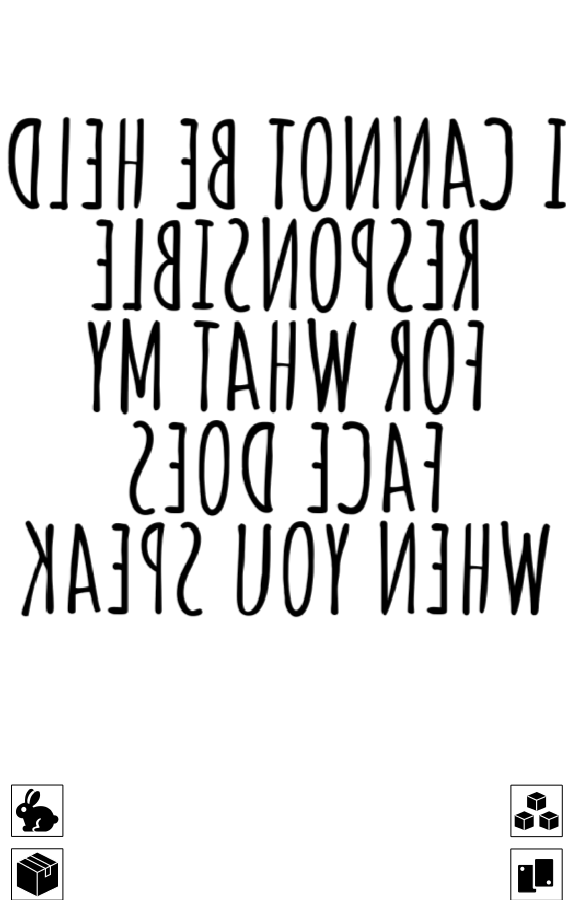 I CANNOT BE HELD
RESPONSIBLE
FOR WHAT MY
FACE DOES
WHEN YOU SPEAK